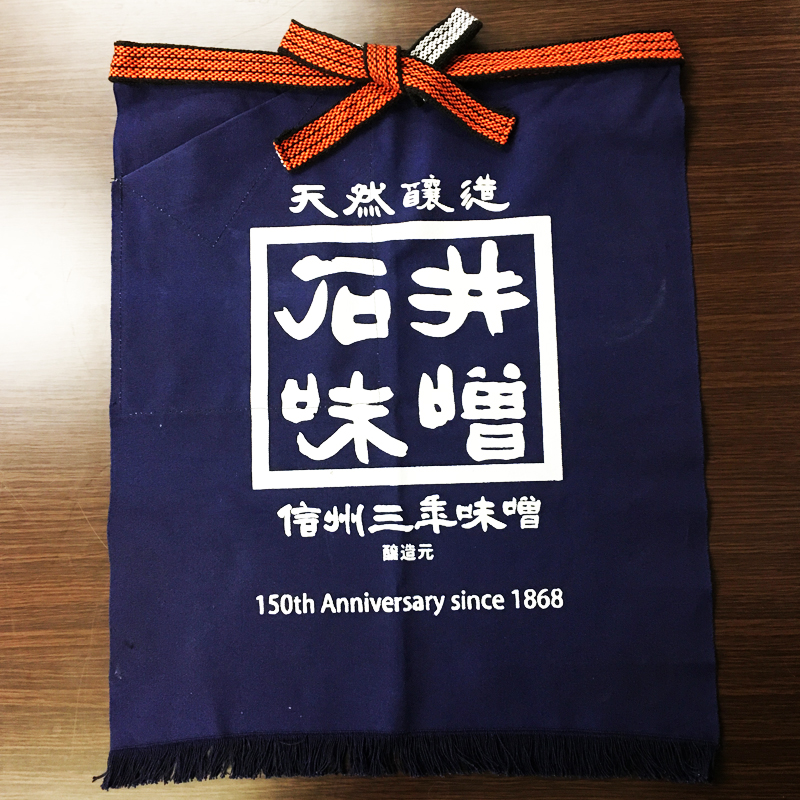 天然醸造
石井
味噌
信州三年味噌
醸造元
150th Anniversary since 1868